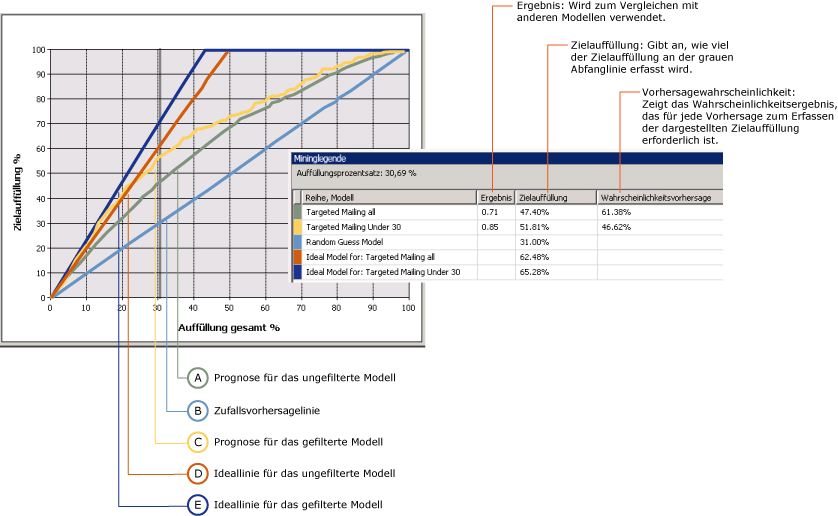 Ergebnis: Wird zum Vergleichen mit
anderen Modellen verwendet.
Zielauffüllung: Gibt an, wie viel
der Zielauffüllung an der grauen
Abfanglinie erfasst wird.
Vorhersagewahrscheinlichkeit:
Zeigt das Wahrscheinlichkeitsergebnis,
das für jede Vorhersage zum Erfassen
der dargestellten Zielauffüllung
erforderlich ist.
Zielauffüllung %
100
90
80
70
60
50
40
30
20
10
0
0 10 20 30 40 50 60 70 80 90 100
Auffüllung gesamt %
Mininglegende
Auffüllungsprozentsatz: 30,69 %
Reihe, Modell Ergebnis Zielauffüllung Wahrscheinlichkeitsvorhersage
Targeted Mailing all 0.71 47.40% 61.38%
Targeted Mailing Under 30 0.85 51.81% 46.62%
Random Guess Model 31.00%
Ideal Model for: Targeted Mailing all 62.48%
Ideal Model for: Targeted Mailing Under 30 65.28%
A Prognose für das ungefilterte Modell
B Zufallsvorhersagelinie
C Prognose für das gefilterte Modell
D Ideallinie für das ungefilterte Modell
E Ideallinie für das gefilterte Modell